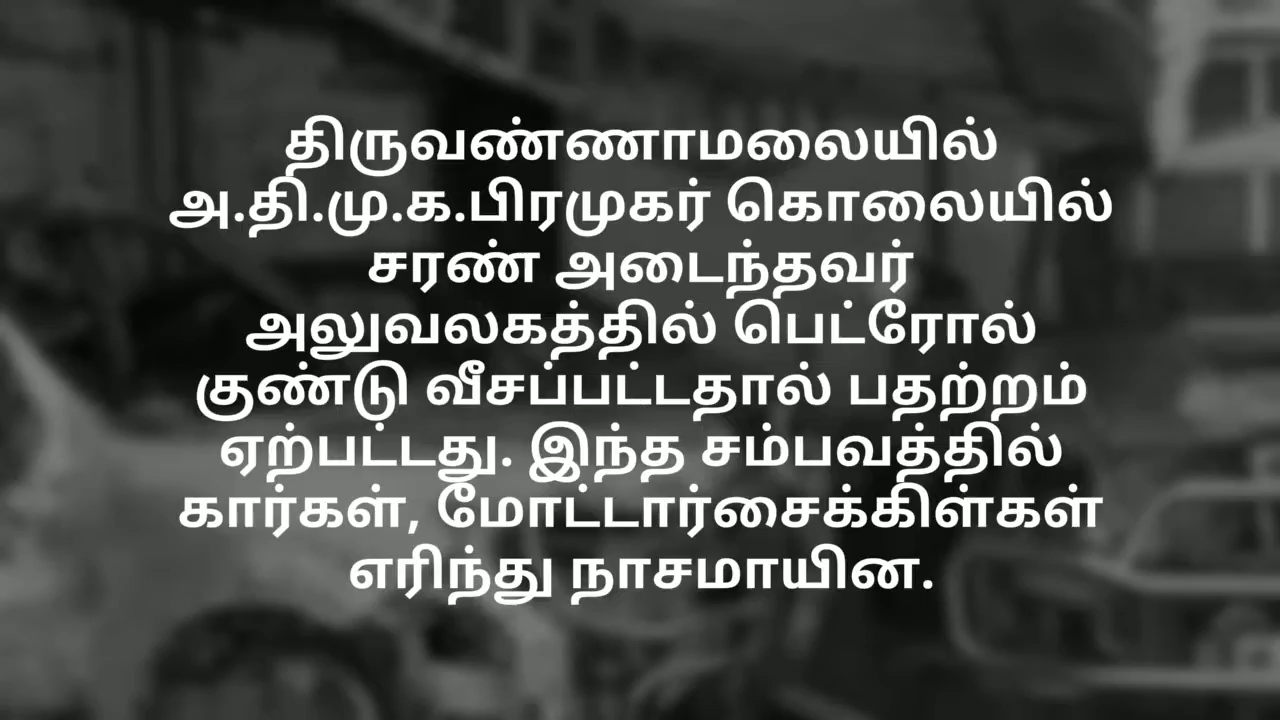 திருவண்ணாமலையில்
அ.தி.மு.க.பிரமுகர் கொலையில்
சரண் அடைந்தவர்
அலுவலகத்தில் பெட்ரோல்
குண்டு வீசப்பட்டதால் பதற்றம்
ஏற்பட்டது. இந்த சம்பவத்தில்
கார்கள், மோட்டார்சைக்கிள்கள்
எரிந்து நாசமாயின.